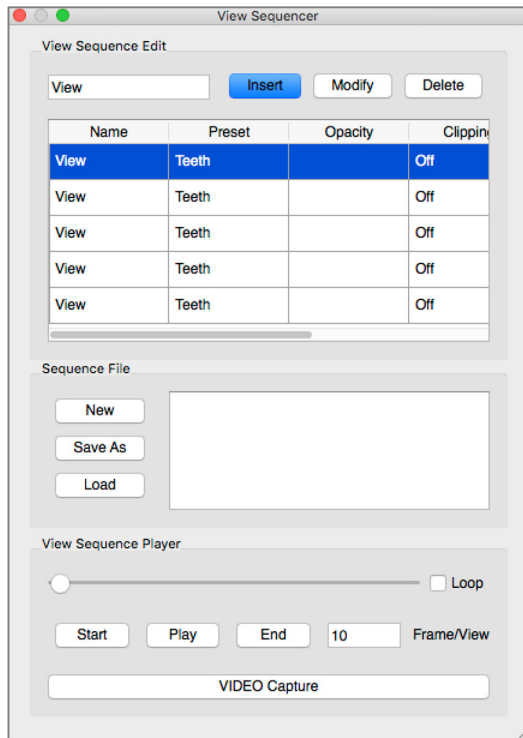 View Sequencer
View Sequence Edit
View Insert Modify Delete
Name Preset Opacity Clippin
View Teeth Off
View Teeth Off
View Teeth Off
View Teeth Off
View Teeth Off
Sequence File
New
Save As
Load
View Sequence Player
Loop
Start Play End 10 Frame/View
VIDEO Capture